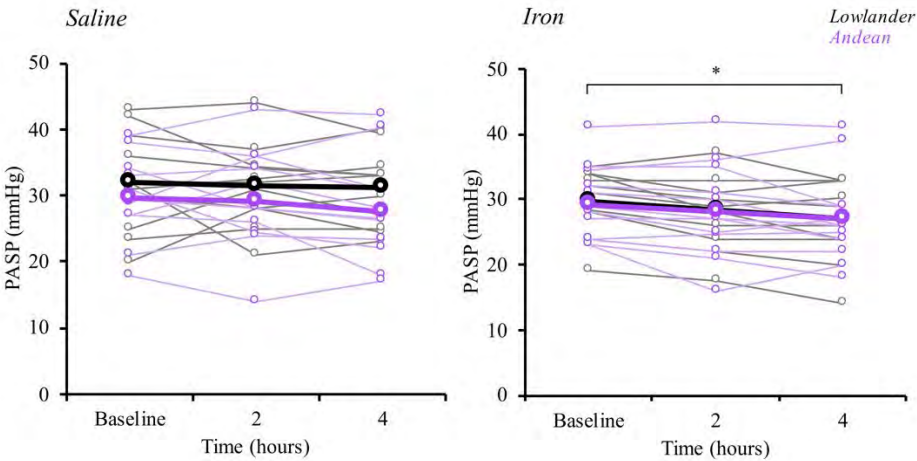 Saline
50
40
30
20
10
0
PASP (mmHg)
Baseline 2 4
Time (hours)
Iron
Lowlander
Andean
*
50
40
30
20
10
0
PASP (mmHg)
Baseline 2 4
Time (hours)